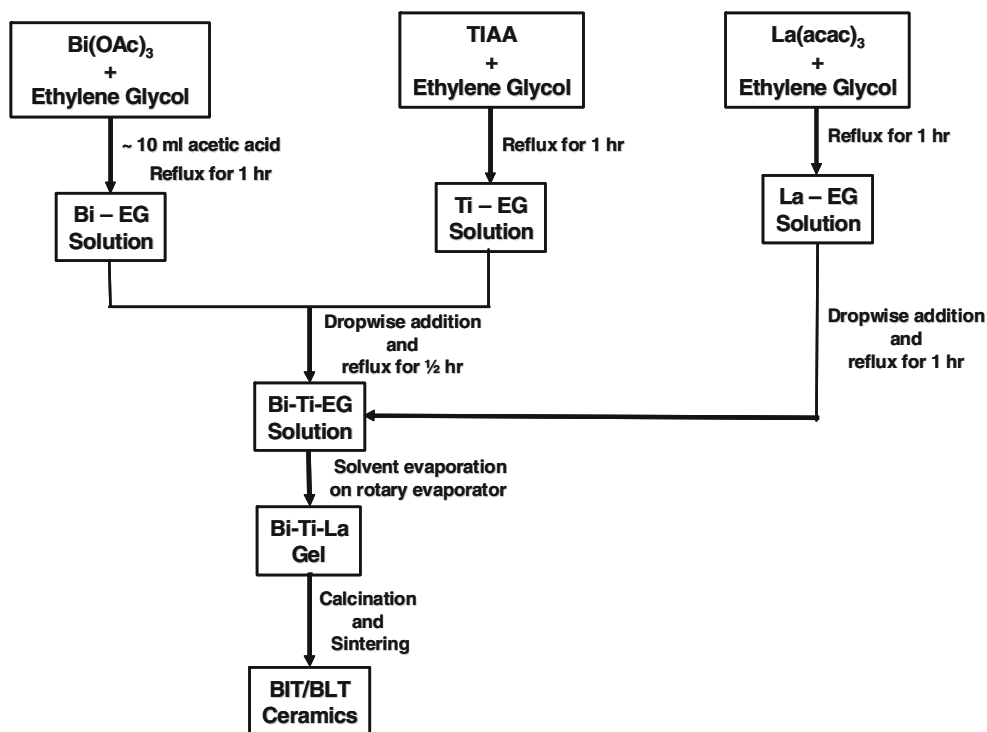 Bi(OAc)₃
+
Ethylene Glycol
TIAA
+
Ethylene Glycol
La(acac)₃
+
Ethylene Glycol
~ 10 ml acetic acid
Reflux for 1 hr
Reflux for 1 hr
Reflux for 1 hr
Bi – EG
Solution
Ti – EG
Solution
La – EG
Solution
Dropwise addition
and
reflux for ½ hr
Dropwise addition
and
reflux for 1 hr
Bi-Ti-EG
Solution
Solvent evaporation
on rotary evaporator
Bi-Ti-La
Gel
Calcination
and
Sintering
BIT/BLT
Ceramics